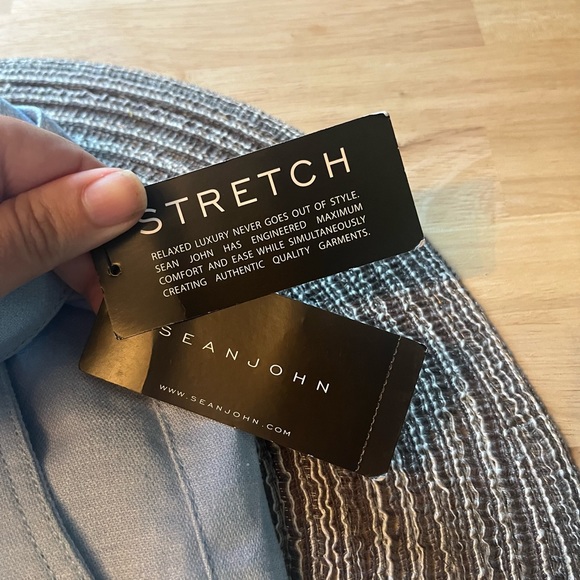 STRETCH
RELAXED LUXURY NEVER GOES OUT OF STYLE.
SEAN JOHN HAS ENGINEERED MAXIMUM
COMFORT AND EASE WHILE SIMULTANEOUSLY
CREATING AUTHENTIC QUALITY GARMENTS.
SEANJOHN
WWW.SEANJOHN.COM